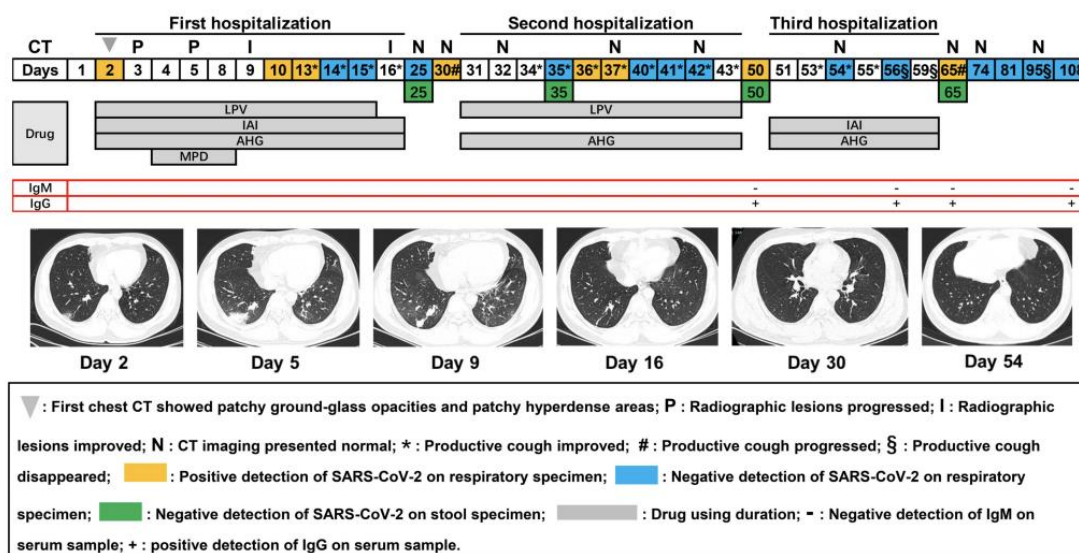 First hospitalization Second hospitalization Third hospitalization
CT P P I I N N N N N N N N N
Days 1 2 3 4 5 8 9 10 13* 14* 15* 16* 25 30# 31 32 34* 35* 36* 37* 40* 41* 42* 43* 50 51 53* 54* 55* 56§ 59§ 65# 74 81 95§
25 35 50 65
Drug
LPV LPV
IAI IAI
AHG AHG AHG
MPD
IgM - - - -
IgG + + + +
Day 2 Day 5 Day 9 Day 16 Day 30 Day 54
: First chest CT showed patchy ground-glass opacities and patchy hyperdense areas; P : Radiographic lesions progressed; I : Radiographic
lesions improved; N : CT imaging presented normal; * : Productive cough improved; # : Productive cough progressed; § : Productive cough
disappeared; : Positive detection of SARS-CoV-2 on respiratory specimen; : Negative detection of SARS-CoV-2 on respiratory
specimen; : Negative detection of SARS-CoV-2 on stool specimen; : Drug using duration; - : Negative detection of IgM on
serum sample; + : positive detection of IgG on serum sample.